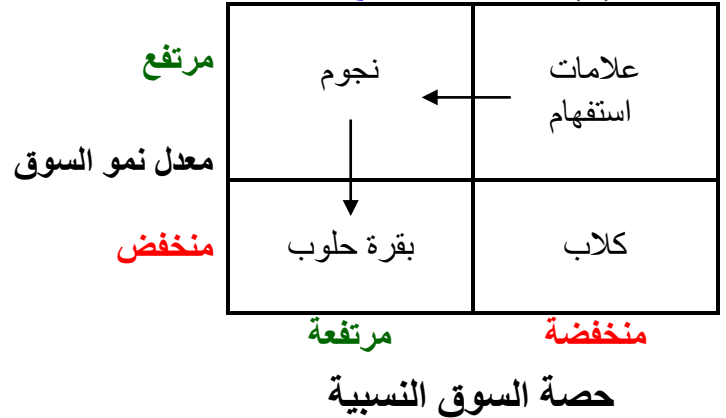 علامات
استفهام
نجوم
مرتفع
معدل نمو السوق
كلاب
بقرة حلوب
منخفض
منخفضة
مرتفعة
حصة السوق النسبية